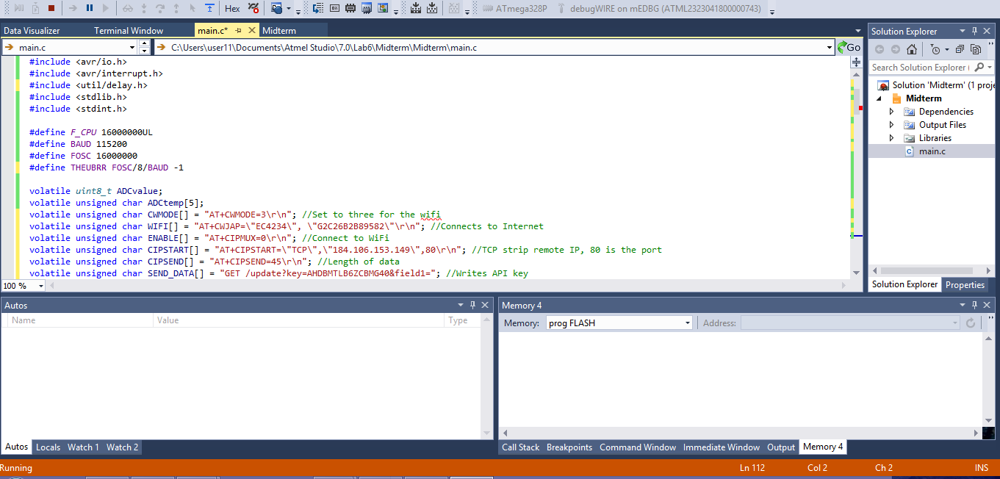 Hex ATmega328P debugWIRE on mEDBG (ATML2323041800000743)
Data Visualizer Terminal Window main.c* Midterm
main.c C:\Users\user11\Documents\Atmel Studio\7.0\Lab6\Midterm\Midterm\main.c Go
#include <avr/io.h>
#include <avr/interrupt.h>
#include <util/delay.h>
#include <stdlib.h>
#include <stdint.h>
#define F_CPU 16000000UL
#define BAUD 115200
#define FOSC 16000000
#define THEUBRR FOSC/8/BAUD -1
volatile uint8_t ADCvalue;
volatile unsigned char ADCtemp[5];
volatile unsigned char CWMODE[] = "AT+CWMODE=3\r\n"; //Set to three for the wifi
volatile unsigned char WIFI[] = "AT+CWJAP=\"EC4234\", \"G2C26B2B89582\"\r\n"; //Connects to Internet
volatile unsigned char ENABLE[] = "AT+CIPMUX=0\r\n"; //Connect to WiFi
volatile unsigned char CIPSTART[] = "AT+CIPSTART=\"TCP\",\"184.106.153.149\",80\r\n"; //TCP strip remote IP, 80 is the port
volatile unsigned char CIPSEND[] = "AT+CIPSEND=45\r\n"; //Length of data
volatile unsigned char SEND_DATA[] = "GET /update?key=AHDBMTLB6ZCBMG40&field1="; //Writes API key
100 %
Solution Explorer
Search Solution Explorer (
Solution 'Midterm' (1 proje
Midterm
Dependencies
Output Files
Libraries
main.c
Solution Explorer Properties
Autos
Name Value Type
Autos Locals Watch 1 Watch 2
Memory 4
Memory: prog FLASH Address:
Call Stack Breakpoints Command Window Immediate Window Output Memory 4
Running Ln 112 Col 2 Ch 2 INS